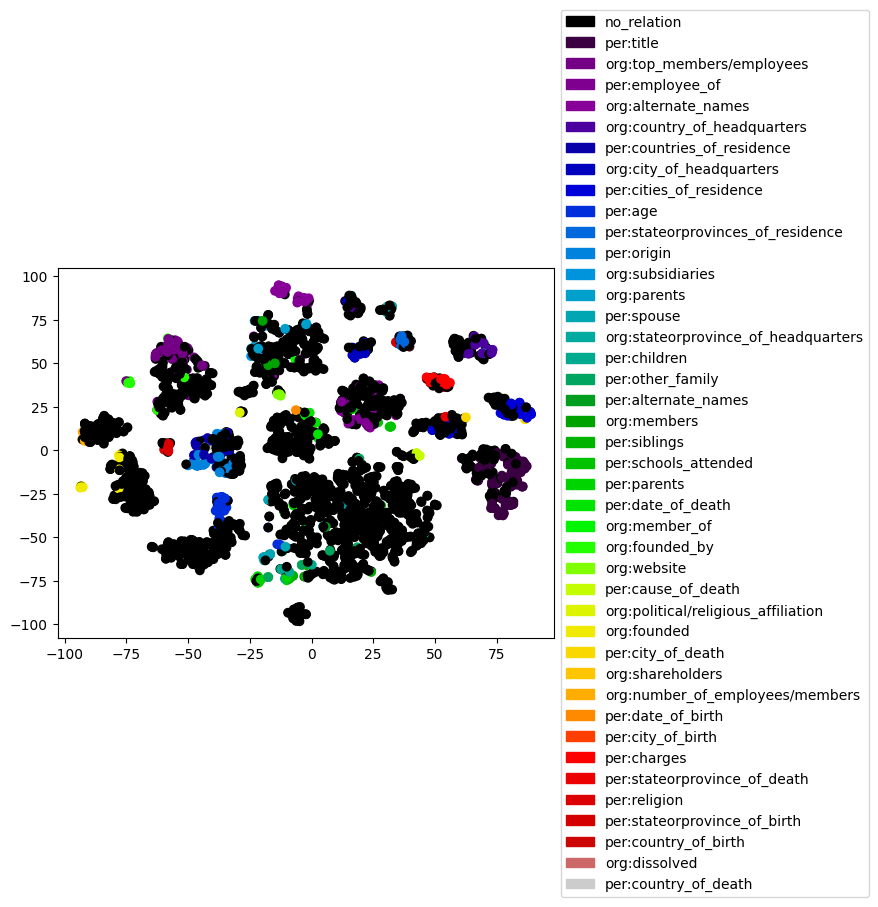 no_relation
per:title
org:top_members/employees
per:employee_of
org:alternate_names
org:country_of_headquarters
per:countries_of_residence
org:city_of_headquarters
per:cities_of_residence
per:age
per:stateorprovinces_of_residence
per:origin
org:subsidiaries
org:parents
per:spouse
org:stateorprovince_of_headquarters
per:children
per:other_family
per:alternate_names
org:members
per:siblings
per:schools_attended
per:parents
per:date_of_death
org:member_of
org:founded_by
org:website
per:cause_of_death
org:political/religious_affiliation
org:founded
per:city_of_death
org:shareholders
org:number_of_employees/members
per:date_of_birth
per:city_of_birth
per:charges
per:stateorprovince_of_death
per:religion
per:stateorprovince_of_birth
per:country_of_birth
org:dissolved
per:country_of_death
100
75
50
25
0
−25
−50
−75
−100
−100 −75 −50 −25 0 25 50 75